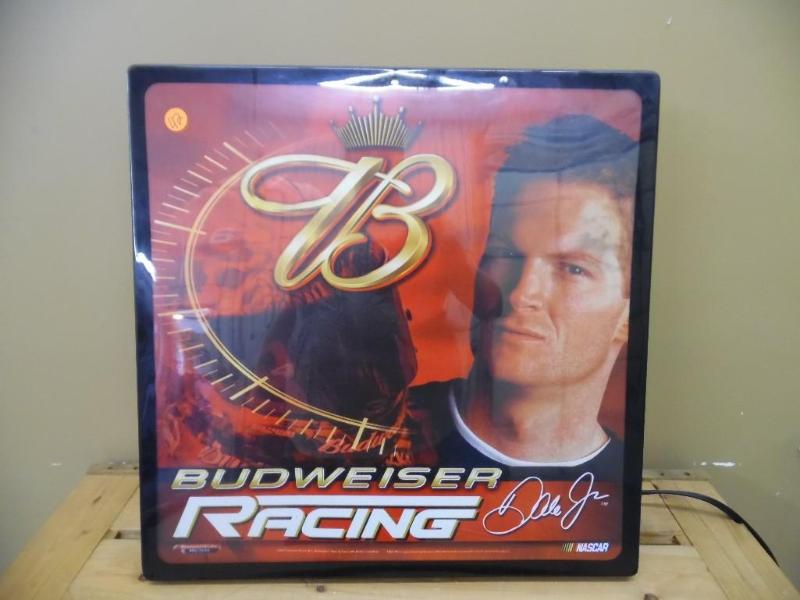 B
BUDWEISER
RACING
Dale Jr.
NASCAR